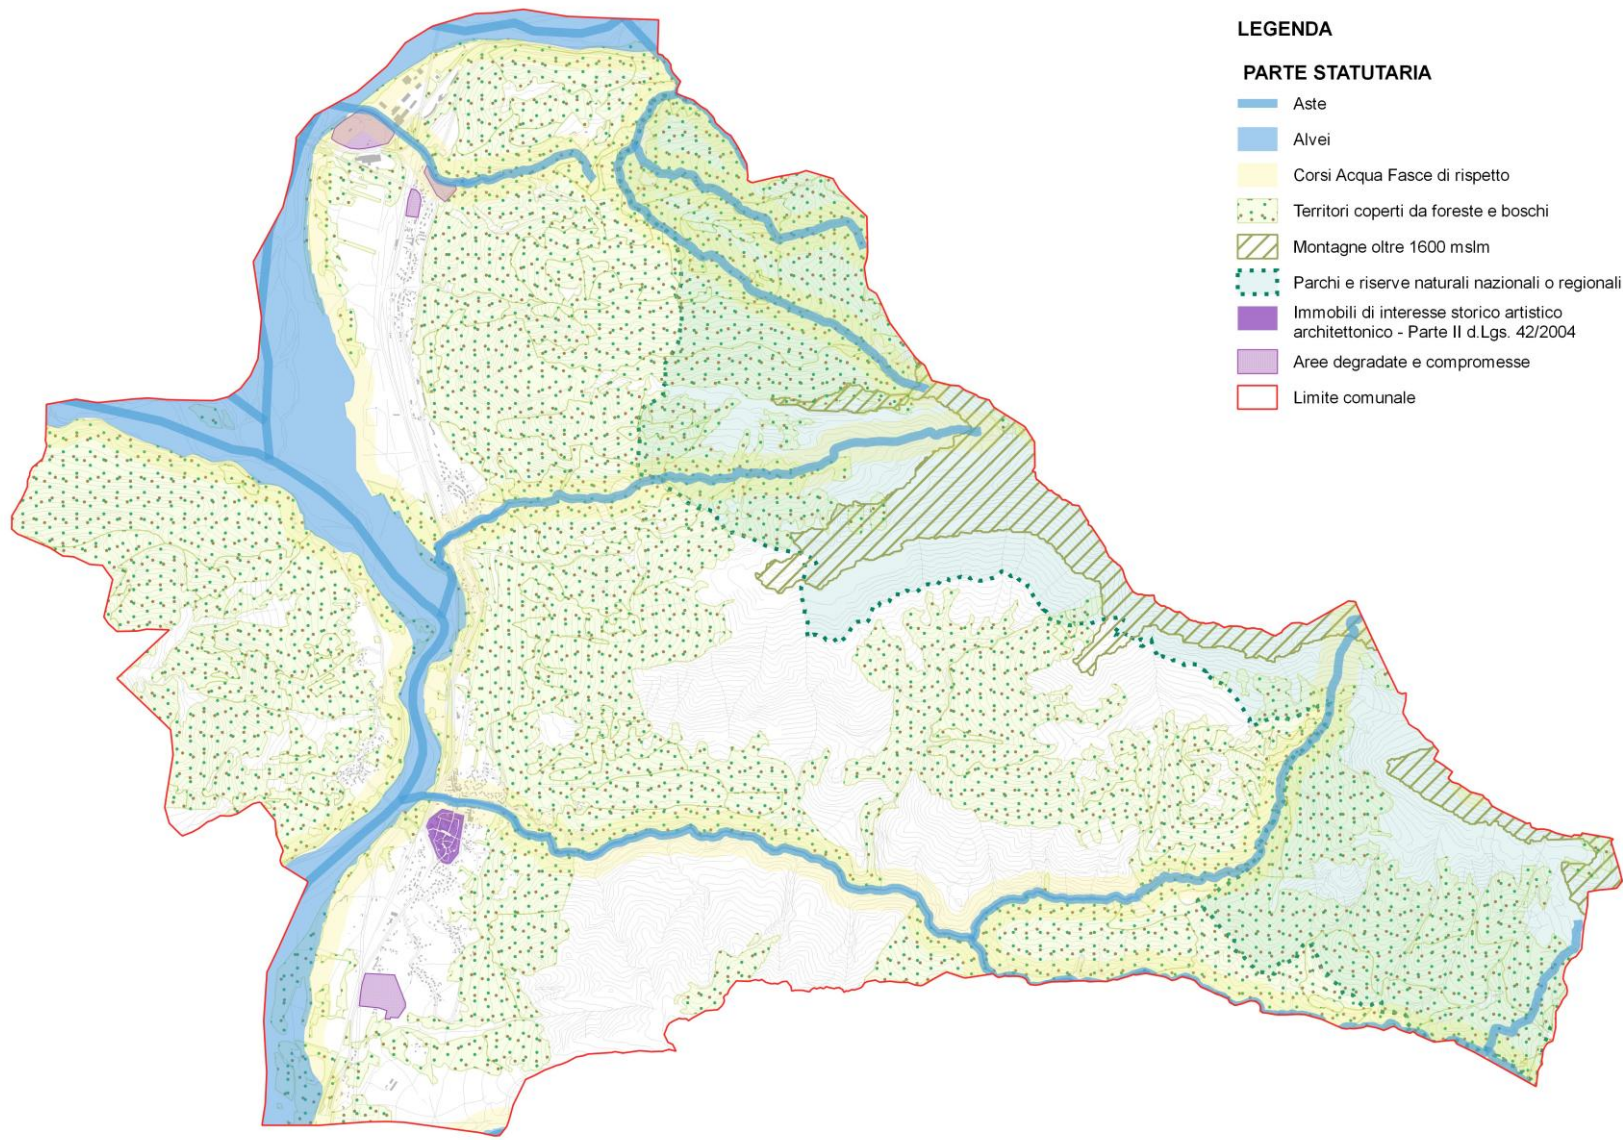 LEGENDA
PARTE STATUTARIA
Aste
Alvei
Corsi Acqua Fasce di rispetto
Territori coperti da foreste e boschi
Montagne oltre 1600 mslm
Parchi e riserve naturali nazionali o regionali
Immobili di interesse storico artistico
architettonico - Parte II d.Lgs. 42/2004
Aree degradate e compromesse
Limite comunale